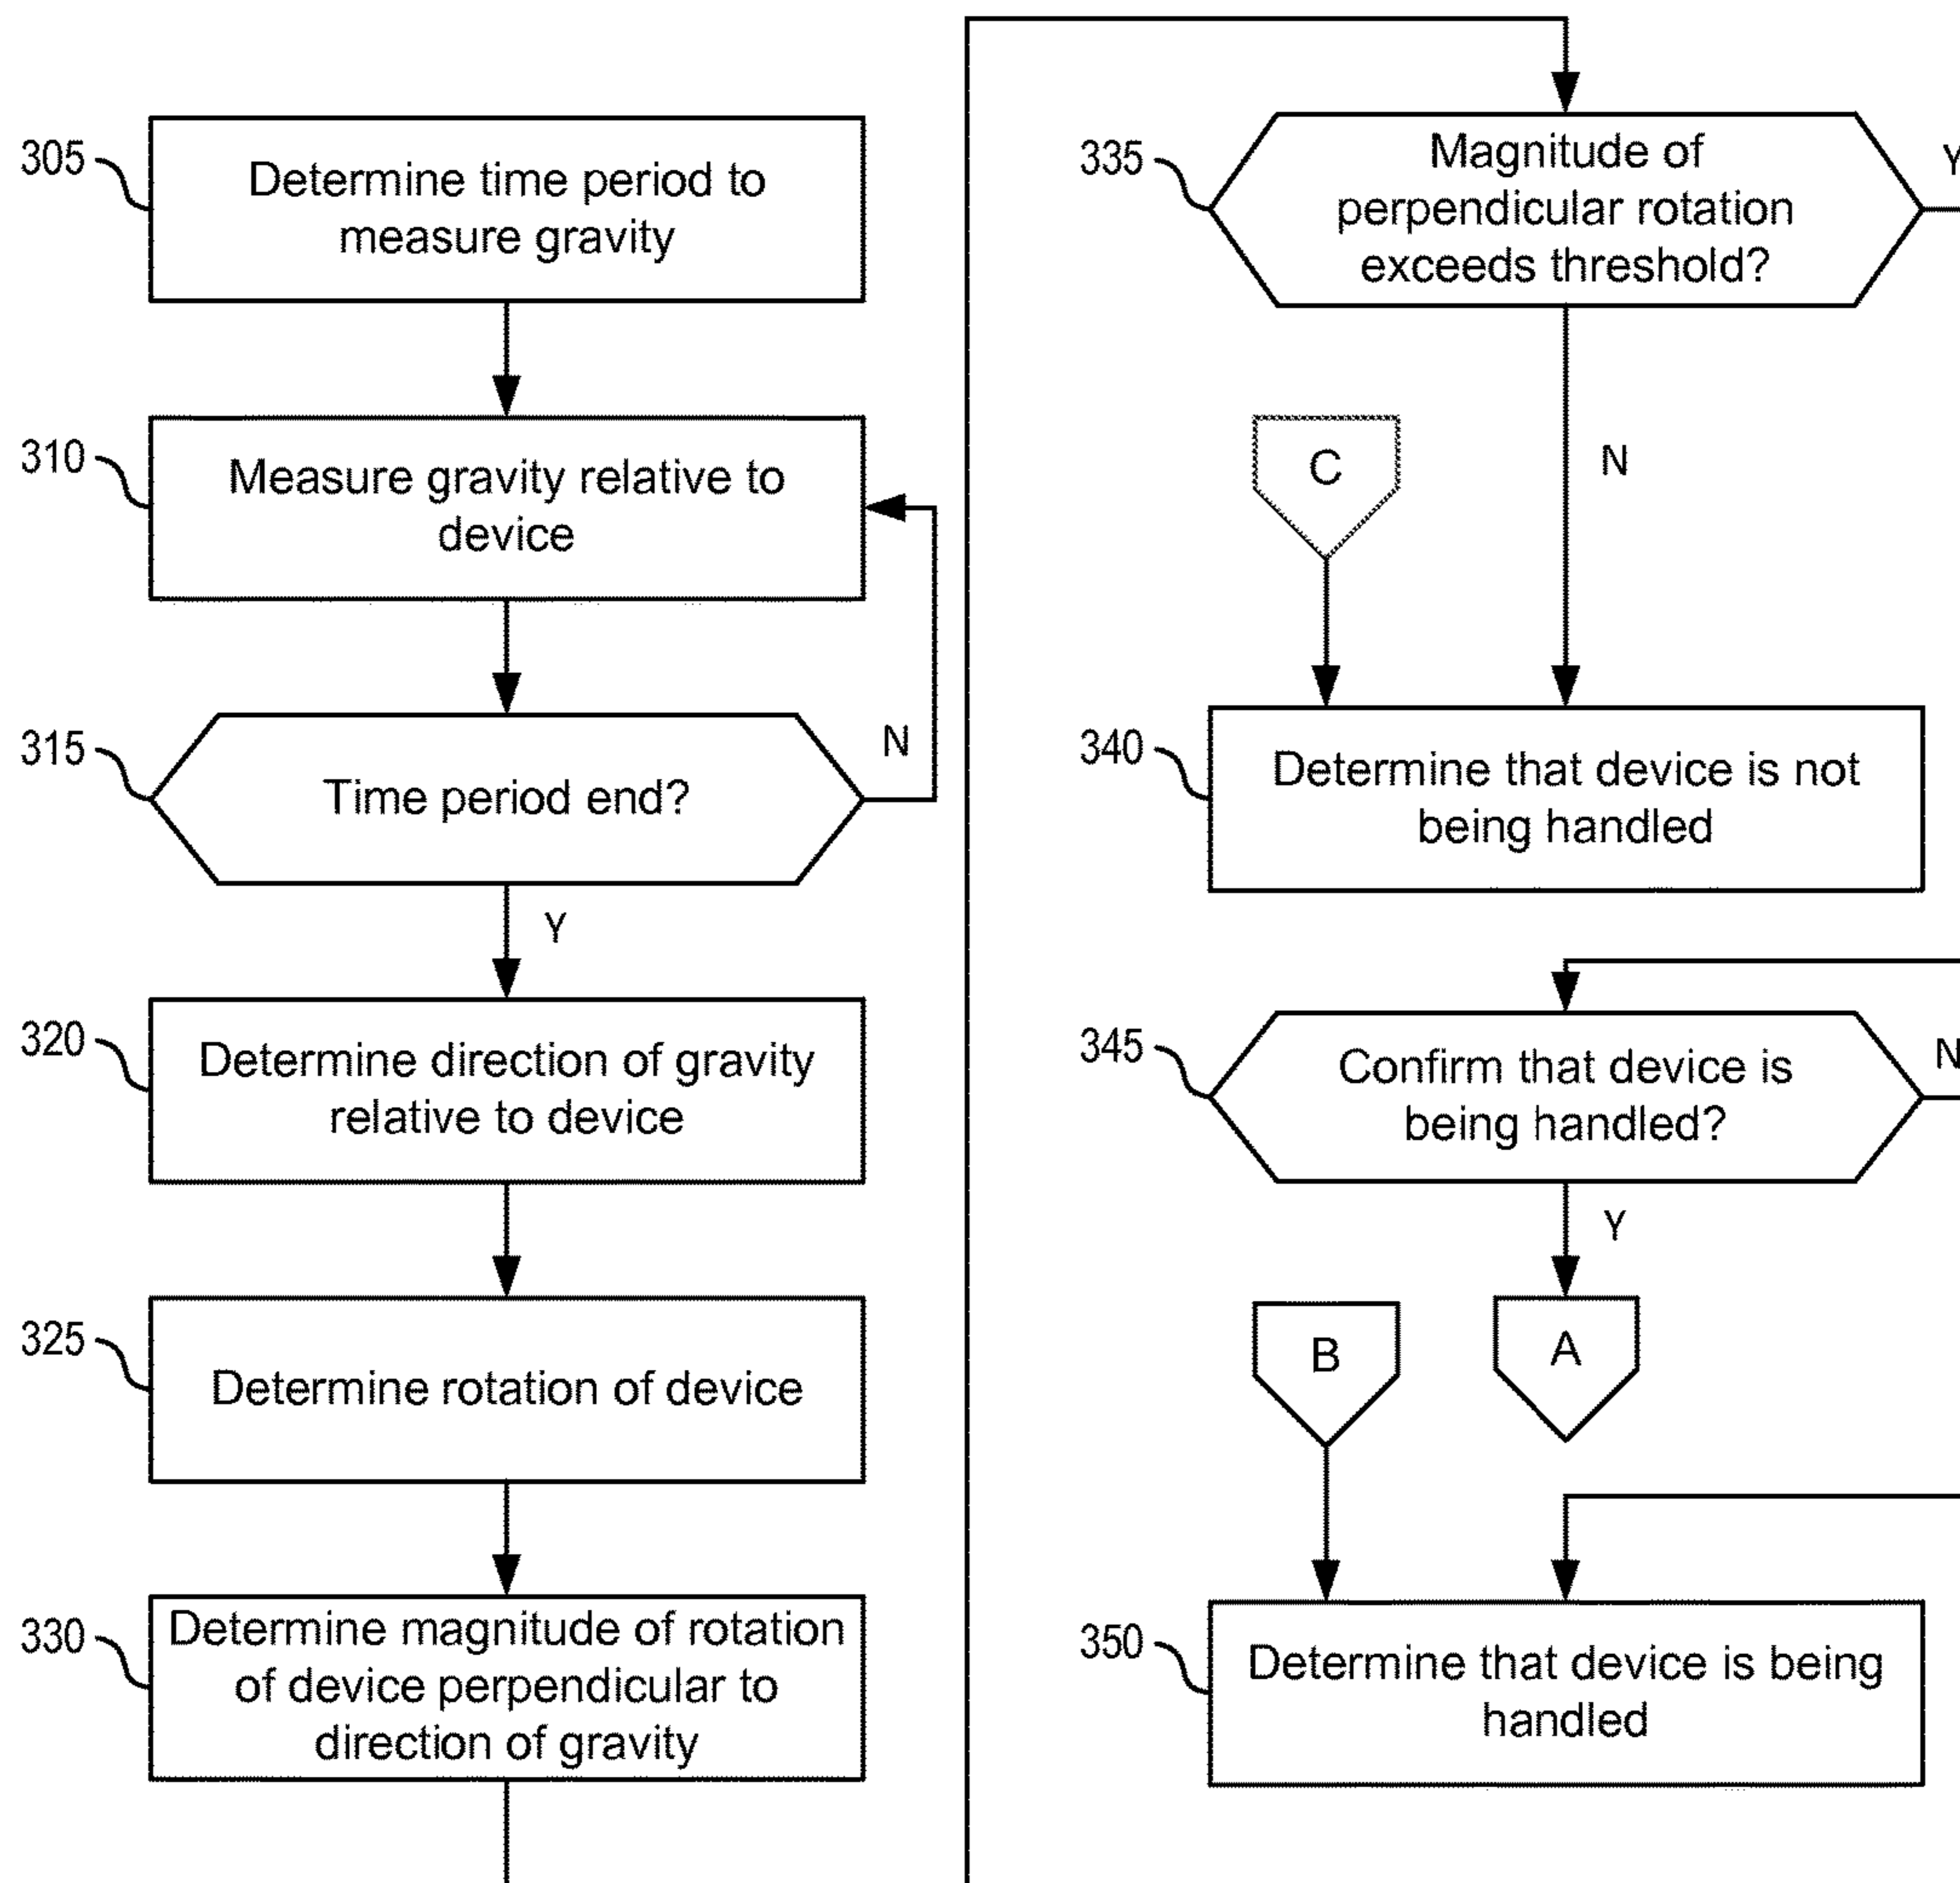 305
Determine time period to
measure gravity
310
Measure gravity relative to
device
N
315
Time period end?
Y
320
Determine direction of gravity
relative to device
325
Determine rotation of device
330
Determine magnitude of rotation
of device perpendicular to
direction of gravity
335
Magnitude of
perpendicular rotation
exceeds threshold?
Y
C
N
340
Determine that device is not
being handled
345
Confirm that device is
being handled?
N
Y
B
A
350
Determine that device is being
handled